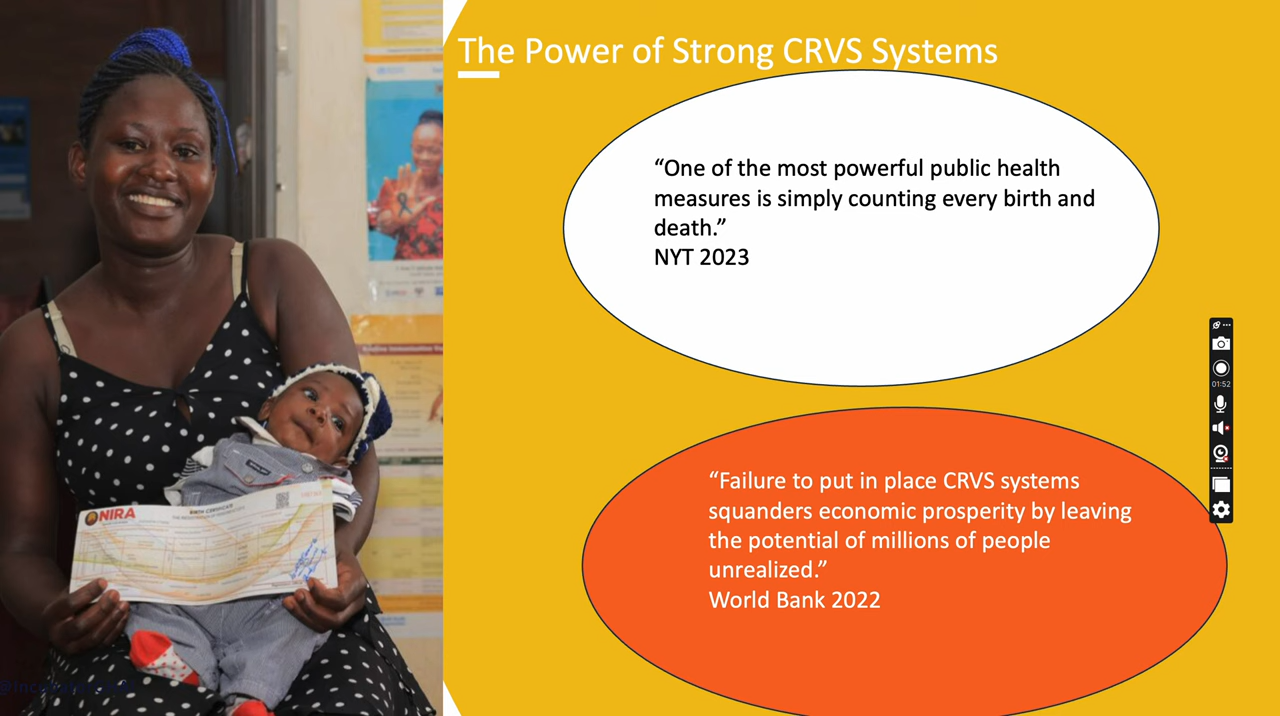 The Power of Strong CRVS Systems
“One of the most powerful public health
measures is simply counting every birth and
death.”
NYT 2023
“Failure to put in place CRVS systems
squanders economic prosperity by leaving
the potential of millions of people
unrealized.”
World Bank 2022
NIRA
01:52